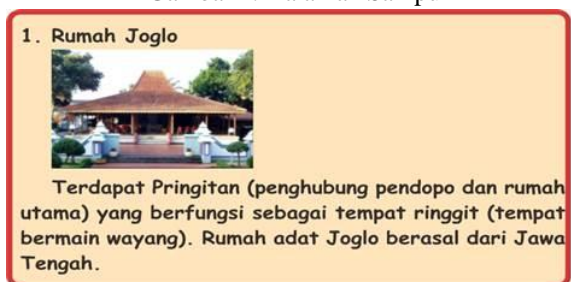 1. Rumah Joglo
Terdapat Pringitan (penghubung pendopo dan rumah
utama) yang berfungsi sebagai tempat ringgit (tempat
bermain wayang). Rumah adat Joglo berasal dari Jawa
Tengah.